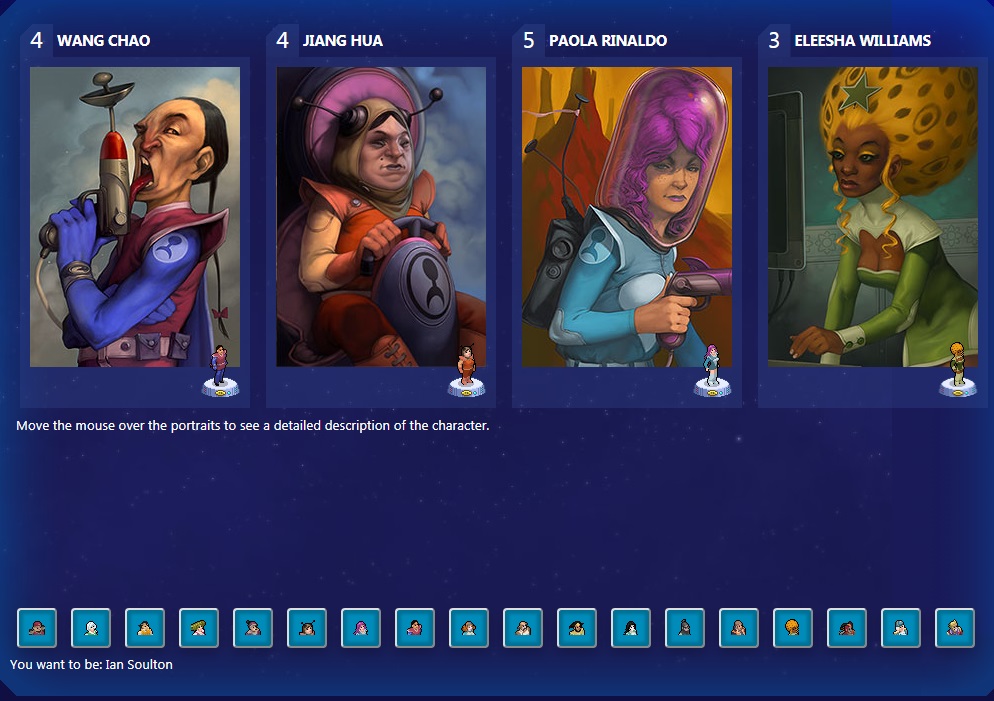 4 WANG CHAO
4 JIANG HUA
5 PAOLA RINALDO
3 ELEESHA WILLIAMS
Move the mouse over the portraits to see a detailed description of the character.
You want to be: Ian Soulton